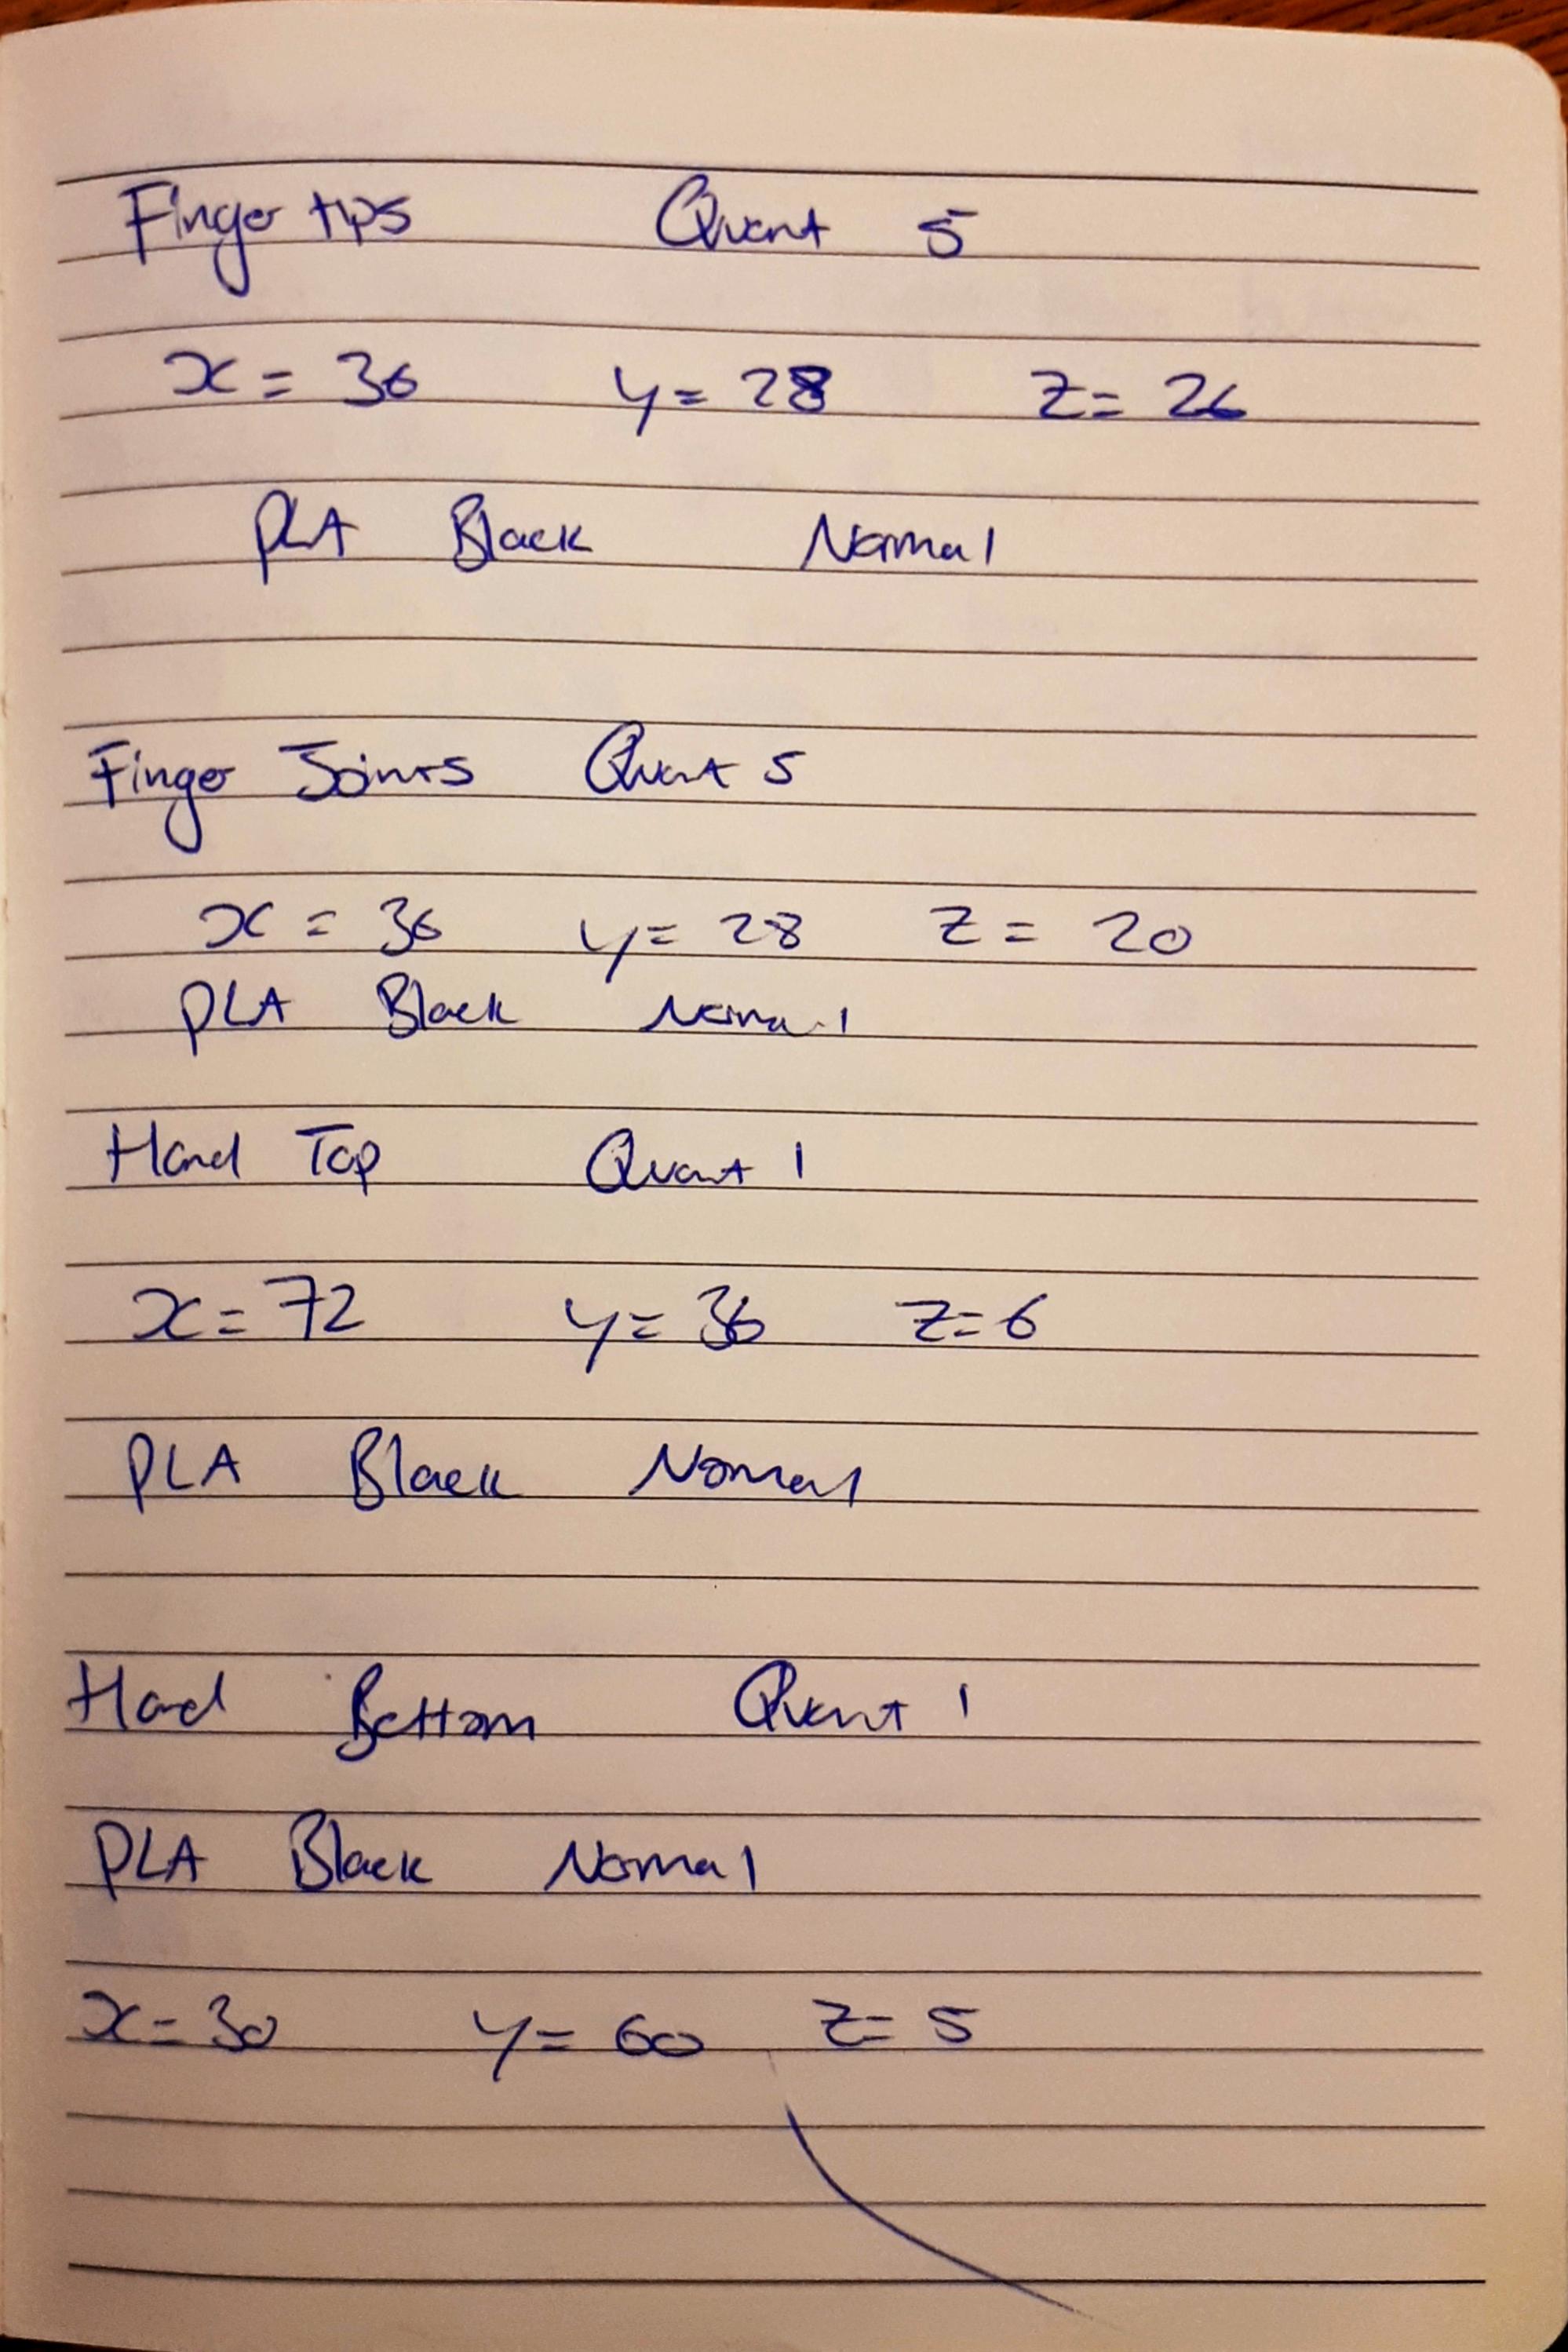 Finger tips Quant 5
x = 36 y = 28 z = 26
PLA Black Normal
Finger Joints Quant 5
x = 36 y = 28 z = 20
PLA Black Normal
Hand Top Quant 1
x = 72 y = 36 z = 6
PLA Black Normal
Hand Bottom Quant 1
PLA Black Normal
x = 30 y = 60 z = 5